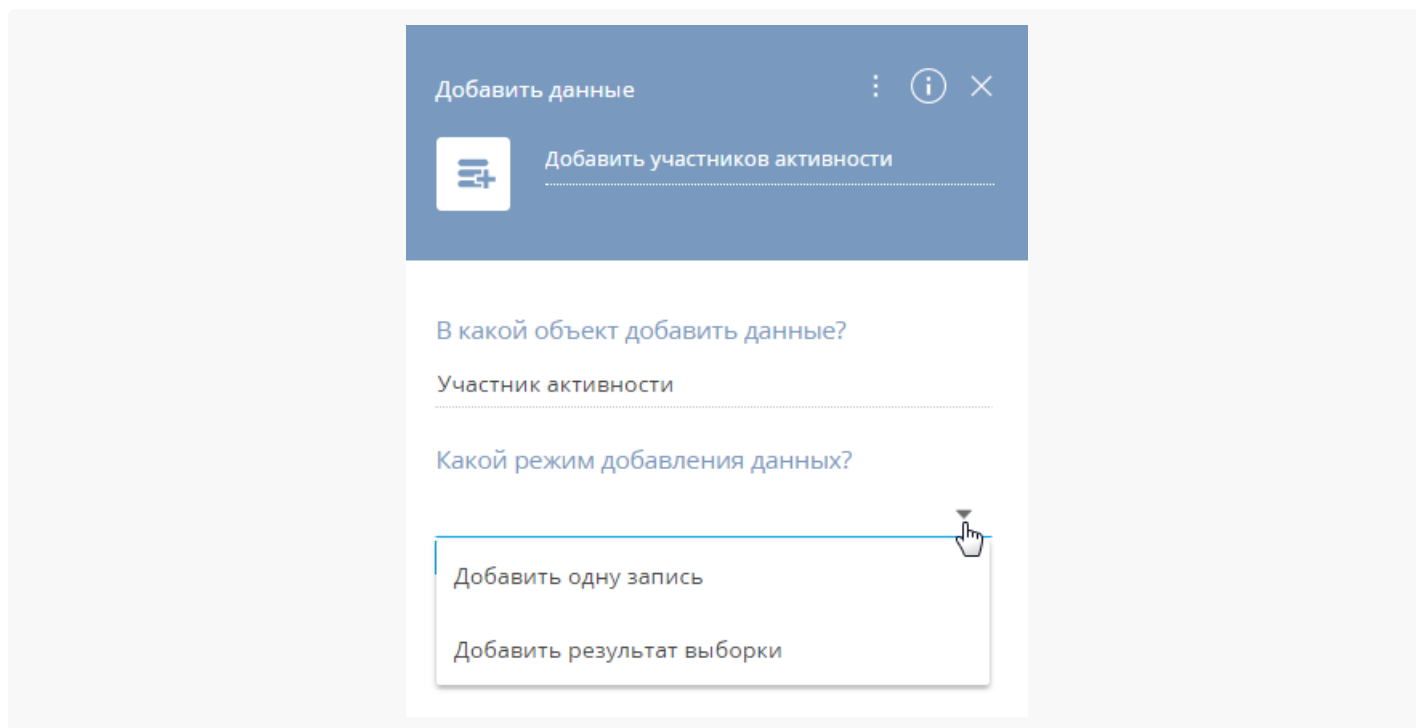 Добавить данные
Добавить участников активности
В какой объект добавить данные?
Участник активности
Какой режим добавления данных?
Добавить одну запись
Добавить результат выборки